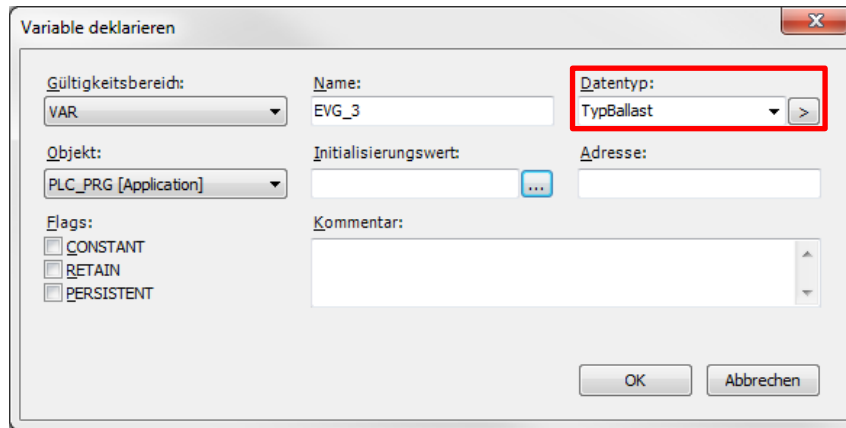 Variable deklarieren
Gültigkeitsbereich: Name: Datentyp:
VAR EVG_3 TypBallast >
Objekt: Initialisierungswert: Adresse:
PLC_PRG [Application] ...
Flags: Kommentar:
CONSTANT
RETAIN
PERSISTENT
OK Abbrechen